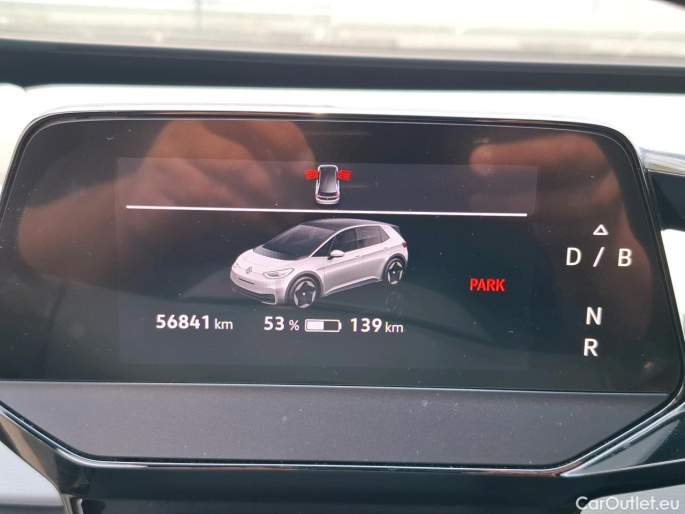 D / B
PARK
N
56841 km 53 % 139 km
R
CarOutlet.eu